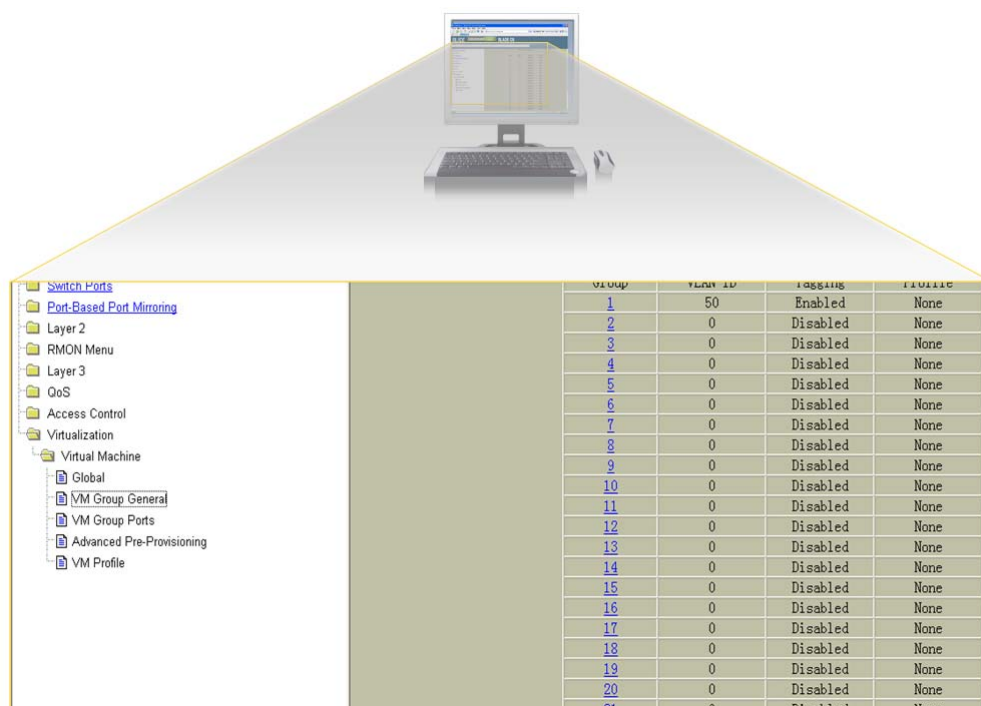 Switch Ports
Port-Based Port Mirroring
Layer 2
RMON Menu
Layer 3
QoS
Access Control
Virtualization
Virtual Machine
Global
VM Group General
VM Group Ports
Advanced Pre-Provisioning
VM Profile
Group VLAN ID Tagging Profile
1 50 Enabled None
2 0 Disabled None
3 0 Disabled None
4 0 Disabled None
5 0 Disabled None
6 0 Disabled None
7 0 Disabled None
8 0 Disabled None
9 0 Disabled None
10 0 Disabled None
11 0 Disabled None
12 0 Disabled None
13 0 Disabled None
14 0 Disabled None
15 0 Disabled None
16 0 Disabled None
17 0 Disabled None
18 0 Disabled None
19 0 Disabled None
20 0 Disabled None